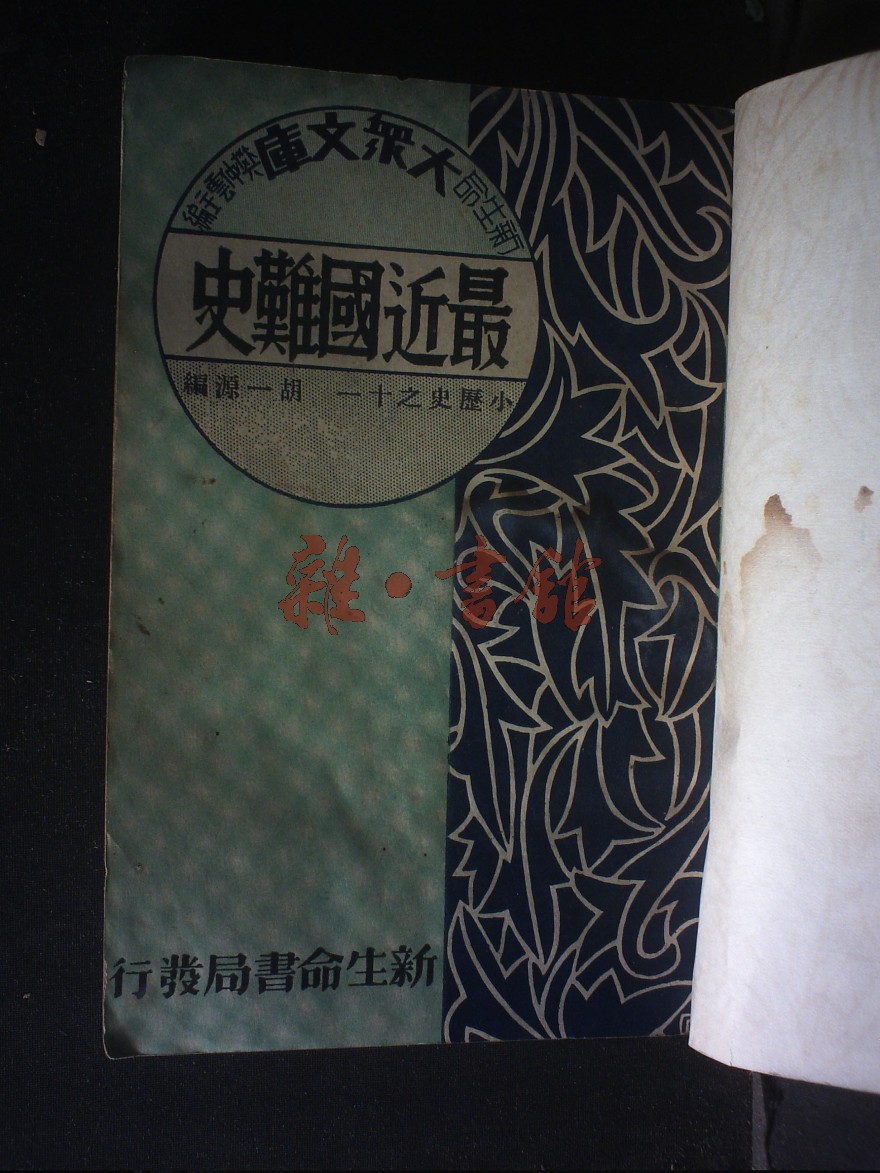 新生命大衆文庫 樊仲雲主編
最近國難史
小歷史之十一 胡一源編
雜·書館
新生命書局發行